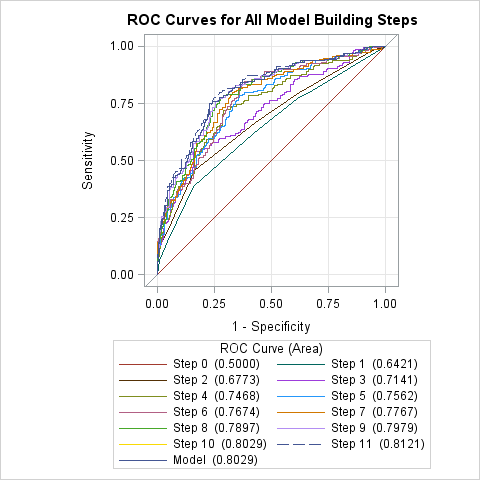 ROC Curves for All Model Building Steps
1.00
0.75
0.50
0.25
0.00
Sensitivity
0.00 0.25 0.50 0.75 1.00
1 - Specificity
ROC Curve (Area)
Step 0 (0.5000) Step 1 (0.6421)
Step 2 (0.6773) Step 3 (0.7141)
Step 4 (0.7468) Step 5 (0.7562)
Step 6 (0.7674) Step 7 (0.7767)
Step 8 (0.7897) Step 9 (0.7979)
Step 10 (0.8029) Step 11 (0.8121)
Model (0.8029)